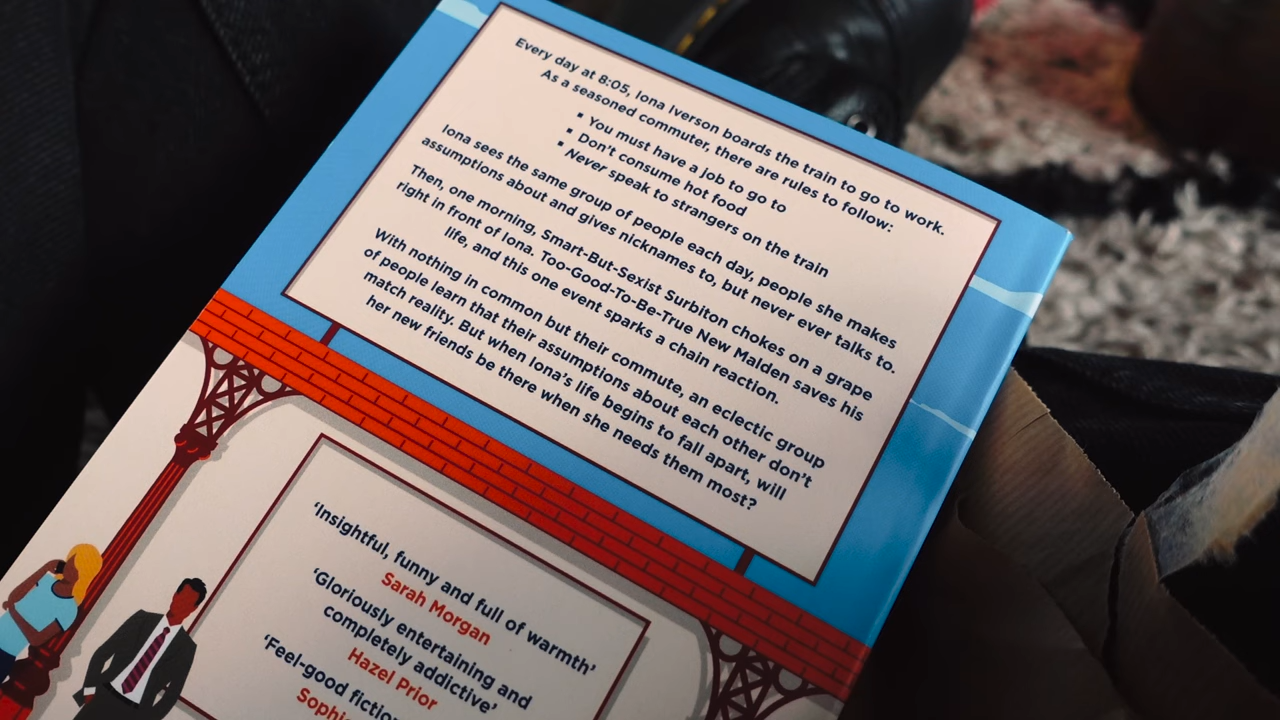 Every day at 8:05, Iona Iverson boards the train to go to work.
As a seasoned commuter, there are rules to follow:
▪ You must have a job to go to
▪ Don't consume hot food
▪ Never speak to strangers on the train
Iona sees the same group of people each day, people she makes
assumptions about and gives nicknames to, but never ever talks to.
Then, one morning, Smart-But-Sexist Surbiton chokes on a grape
right in front of Iona. Too-Good-To-Be-True New Malden saves his
life, and this one event sparks a chain reaction.
With nothing in common but their commute, an eclectic group
of people learn that their assumptions about each other don't
match reality. But when Iona's life begins to fall apart, will
her new friends be there when she needs them most?
'Insightful, funny and full of warmth'
Sarah Morgan
'Gloriously entertaining and
completely addictive'
Hazel Prior
'Feel-good